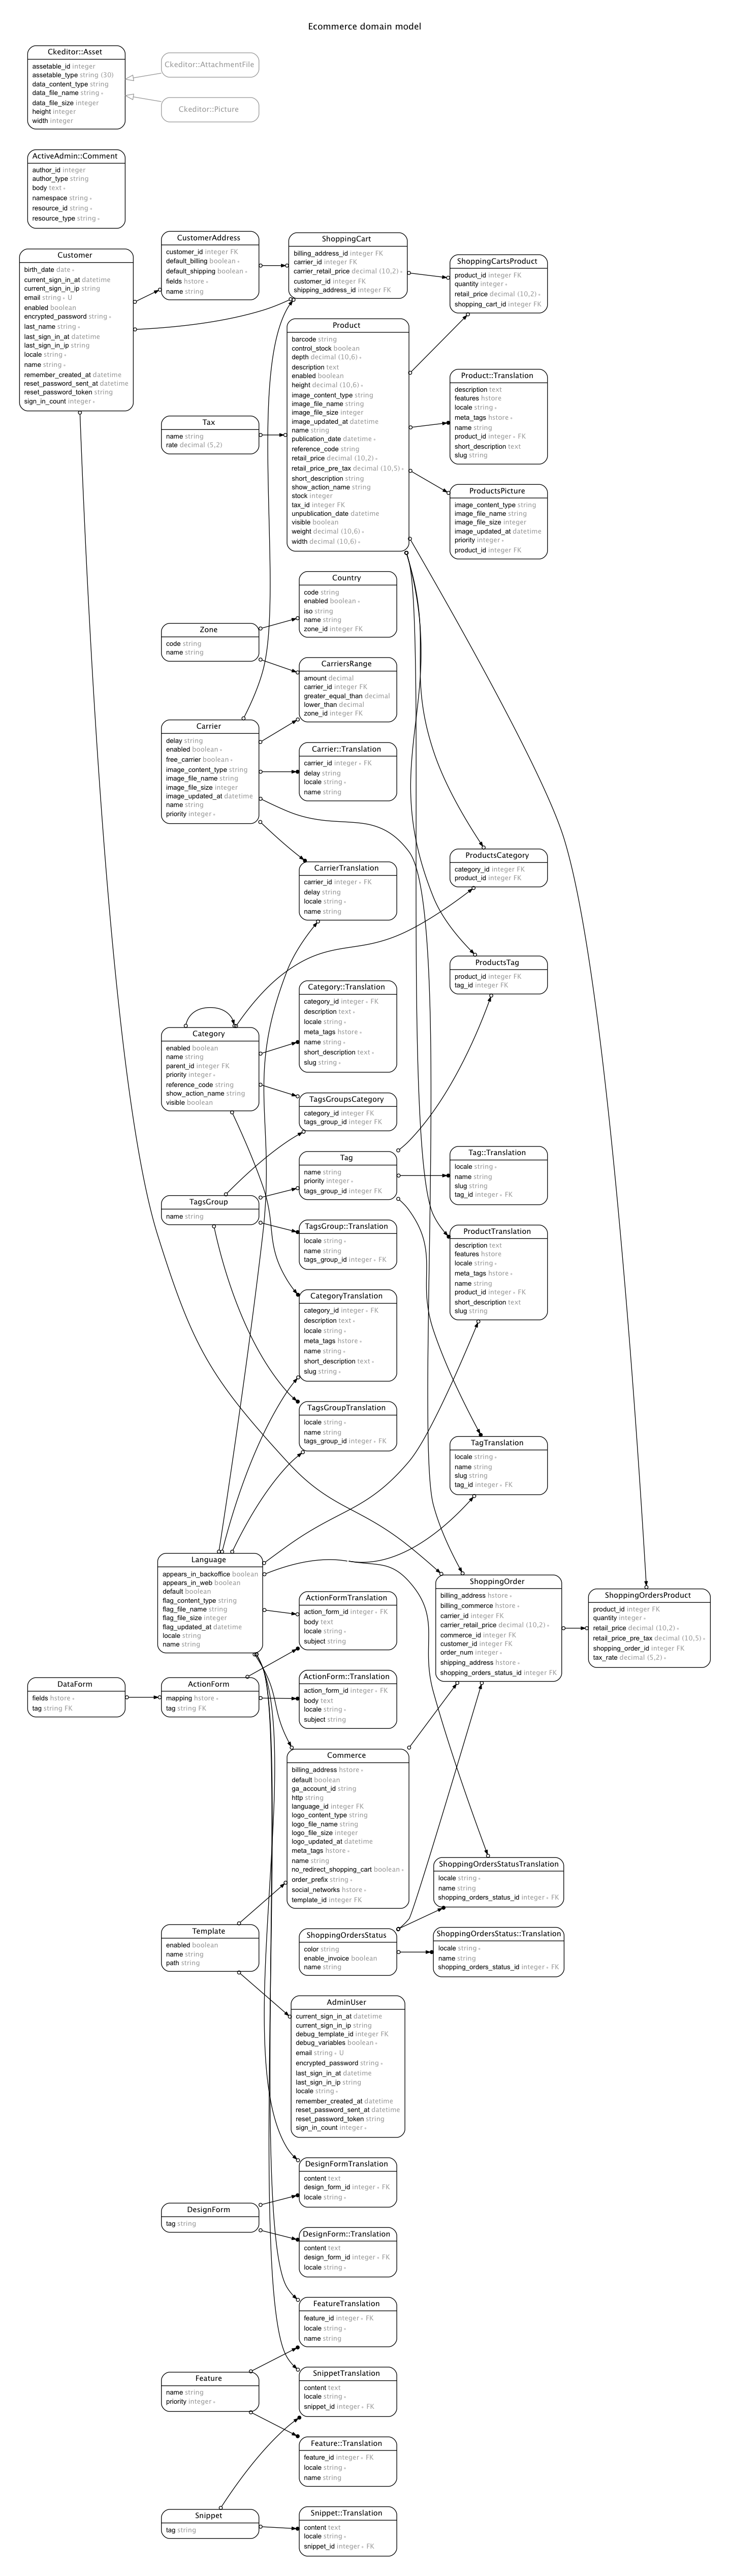 Ecommerce domain model
Ckeditor::Asset
assetable_id integer
assetable_type string (30)
data_content_type string
data_file_name string *
data_file_size integer
height integer
width integer
Ckeditor::AttachmentFile
Ckeditor::Picture
ActiveAdmin::Comment
author_id integer
author_type string
body text *
namespace string *
resource_id string *
resource_type string *
Customer
birth_date date *
current_sign_in_at datetime
current_sign_in_ip string
email string * U
enabled boolean
encrypted_password string *
last_name string *
last_sign_in_at datetime
last_sign_in_ip string
locale string *
name string *
remember_created_at datetime
reset_password_sent_at datetime
reset_password_token string
sign_in_count integer *
CustomerAddress
customer_id integer FK
default_billing boolean *
default_shipping boolean *
fields hstore *
name string
ShoppingCart
billing_address_id integer FK
carrier_id integer FK
carrier_retail_price decimal (10,2) *
customer_id integer FK
shipping_address_id integer FK
ShoppingCartsProduct
product_id integer FK
quantity integer *
retail_price decimal (10,2) *
shopping_cart_id integer FK
Product
barcode string
control_stock boolean
depth decimal (10,6) *
description text
enabled boolean
height decimal (10,6) *
image_content_type string
image_file_name string
image_file_size integer
image_updated_at datetime
name string
publication_date datetime *
reference_code string
retail_price decimal (10,2) *
retail_price_pre_tax decimal (10,5) *
short_description string
show_action_name string
stock integer
tax_id integer FK
unpublication_date datetime
visible boolean
weight decimal (10,6) *
width decimal (10,6) *
Product::Translation
description text
features hstore
locale string *
meta_tags hstore *
name string
product_id integer * FK
short_description text
slug string
Tax
name string
rate decimal (5,2)
ProductsPicture
image_content_type string
image_file_name string
image_file_size integer
image_updated_at datetime
priority integer *
product_id integer FK
Country
code string
enabled boolean *
iso string
name string
zone_id integer FK
Zone
code string
name string
CarriersRange
amount decimal
carrier_id integer FK
greater_equal_than decimal
lower_than decimal
zone_id integer FK
Carrier
delay string
enabled boolean *
free_carrier boolean *
image_content_type string
image_file_name string
image_file_size integer
image_updated_at datetime
name string
priority integer *
Carrier::Translation
carrier_id integer * FK
delay string
locale string *
name string
CarrierTranslation
carrier_id integer * FK
delay string
locale string *
name string
ProductsCategory
category_id integer FK
product_id integer FK
ProductsTag
product_id integer FK
tag_id integer FK
Category::Translation
category_id integer * FK
description text *
locale string *
meta_tags hstore *
name string *
short_description text *
slug string *
Category
enabled boolean
name string
parent_id integer FK
priority integer *
reference_code string
show_action_name string
visible boolean
TagsGroupsCategory
category_id integer FK
tags_group_id integer FK
Tag
name string
priority integer *
tags_group_id integer FK
Tag::Translation
locale string *
name string
slug string
tag_id integer * FK
TagsGroup
name string
TagsGroup::Translation
locale string *
name string
tags_group_id integer * FK
ProductTranslation
description text
features hstore
locale string *
meta_tags hstore *
name string
product_id integer * FK
short_description text
slug string
CategoryTranslation
category_id integer * FK
description text *
locale string *
meta_tags hstore *
name string *
short_description text *
slug string *
TagsGroupTranslation
locale string *
name string
tags_group_id integer * FK
TagTranslation
locale string *
name string
slug string
tag_id integer * FK
Language
appears_in_backoffice boolean
appears_in_web boolean
default boolean
flag_content_type string
flag_file_name string
flag_file_size integer
flag_updated_at datetime
locale string
name string
ShoppingOrder
billing_address hstore *
billing_commerce hstore *
carrier_id integer FK
carrier_retail_price decimal (10,2) *
commerce_id integer FK
customer_id integer FK
order_num integer *
shipping_address hstore *
shopping_orders_status_id integer FK
ShoppingOrdersProduct
product_id integer FK
quantity integer *
retail_price decimal (10,2) *
retail_price_pre_tax decimal (10,5) *
shopping_order_id integer FK
tax_rate decimal (5,2) *
ActionFormTranslation
action_form_id integer * FK
body text
locale string *
subject string
DataForm
fields hstore *
tag string FK
ActionForm
mapping hstore *
tag string FK
ActionForm::Translation
action_form_id integer * FK
body text
locale string *
subject string
Commerce
billing_address hstore *
default boolean
ga_account_id string
http string
language_id integer FK
logo_content_type string
logo_file_name string
logo_file_size integer
logo_updated_at datetime
meta_tags hstore *
name string
no_redirect_shopping_cart boolean *
order_prefix string *
social_networks hstore *
template_id integer FK
ShoppingOrdersStatusTranslation
locale string *
name string
shopping_orders_status_id integer * FK
Template
enabled boolean
name string
path string
ShoppingOrdersStatus
color string
enable_invoice boolean
name string
ShoppingOrdersStatus::Translation
locale string *
name string
shopping_orders_status_id integer * FK
AdminUser
current_sign_in_at datetime
current_sign_in_ip string
debug_template_id integer FK
debug_variables boolean *
email string * U
encrypted_password string *
last_sign_in_at datetime
last_sign_in_ip string
locale string *
remember_created_at datetime
reset_password_sent_at datetime
reset_password_token string
sign_in_count integer *
DesignFormTranslation
content text
design_form_id integer * FK
locale string *
DesignForm
tag string
DesignForm::Translation
content text
design_form_id integer * FK
locale string *
FeatureTranslation
feature_id integer * FK
locale string *
name string
Feature
name string
priority integer *
SnippetTranslation
content text
locale string *
snippet_id integer * FK
Feature::Translation
feature_id integer * FK
locale string *
name string
Snippet
tag string
Snippet::Translation
content text
locale string *
snippet_id integer * FK